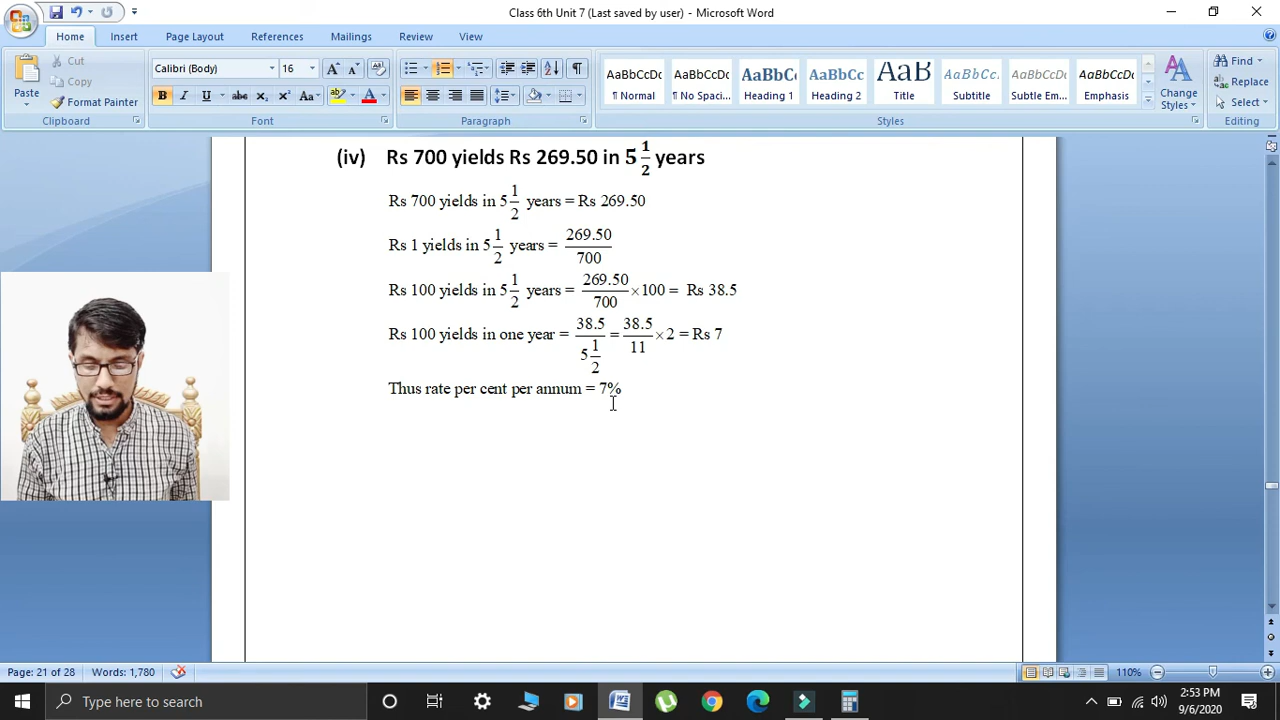 Class 6th Unit 7 (Last saved by user) - Microsoft Word
Home Insert Page Layout References Mailings Review View
Paste
Cut
Copy
Format Painter
Clipboard
Calibri (Body) 16
B I U abc x₂ x² Aa
Font
Paragraph
AaBbCcDc AaBbCcDc AaBbCc AaBbCc AaB AaBbCc. AaBbCcDc AaBbCcDc
¶ Normal ¶ No Spaci... Heading 1 Heading 2 Title Subtitle Subtle Em... Emphasis
Change Styles
Styles
Find
Replace
Select
Editing
(iv) Rs 700 yields Rs 269.50 in 5 1/2 years
Rs 700 yields in 5 1/2 years = Rs 269.50
Rs 1 yields in 5 1/2 years = 269.50/700
Rs 100 yields in 5 1/2 years = 269.50/700 ×100 = Rs 38.5
Rs 100 yields in one year = 38.5/5 1/2 = 38.5/11 ×2 = Rs 7
Thus rate per cent per annum = 7%
Page: 21 of 28 Words: 1,780 110%
Type here to search
2:53 PM
9/6/2020